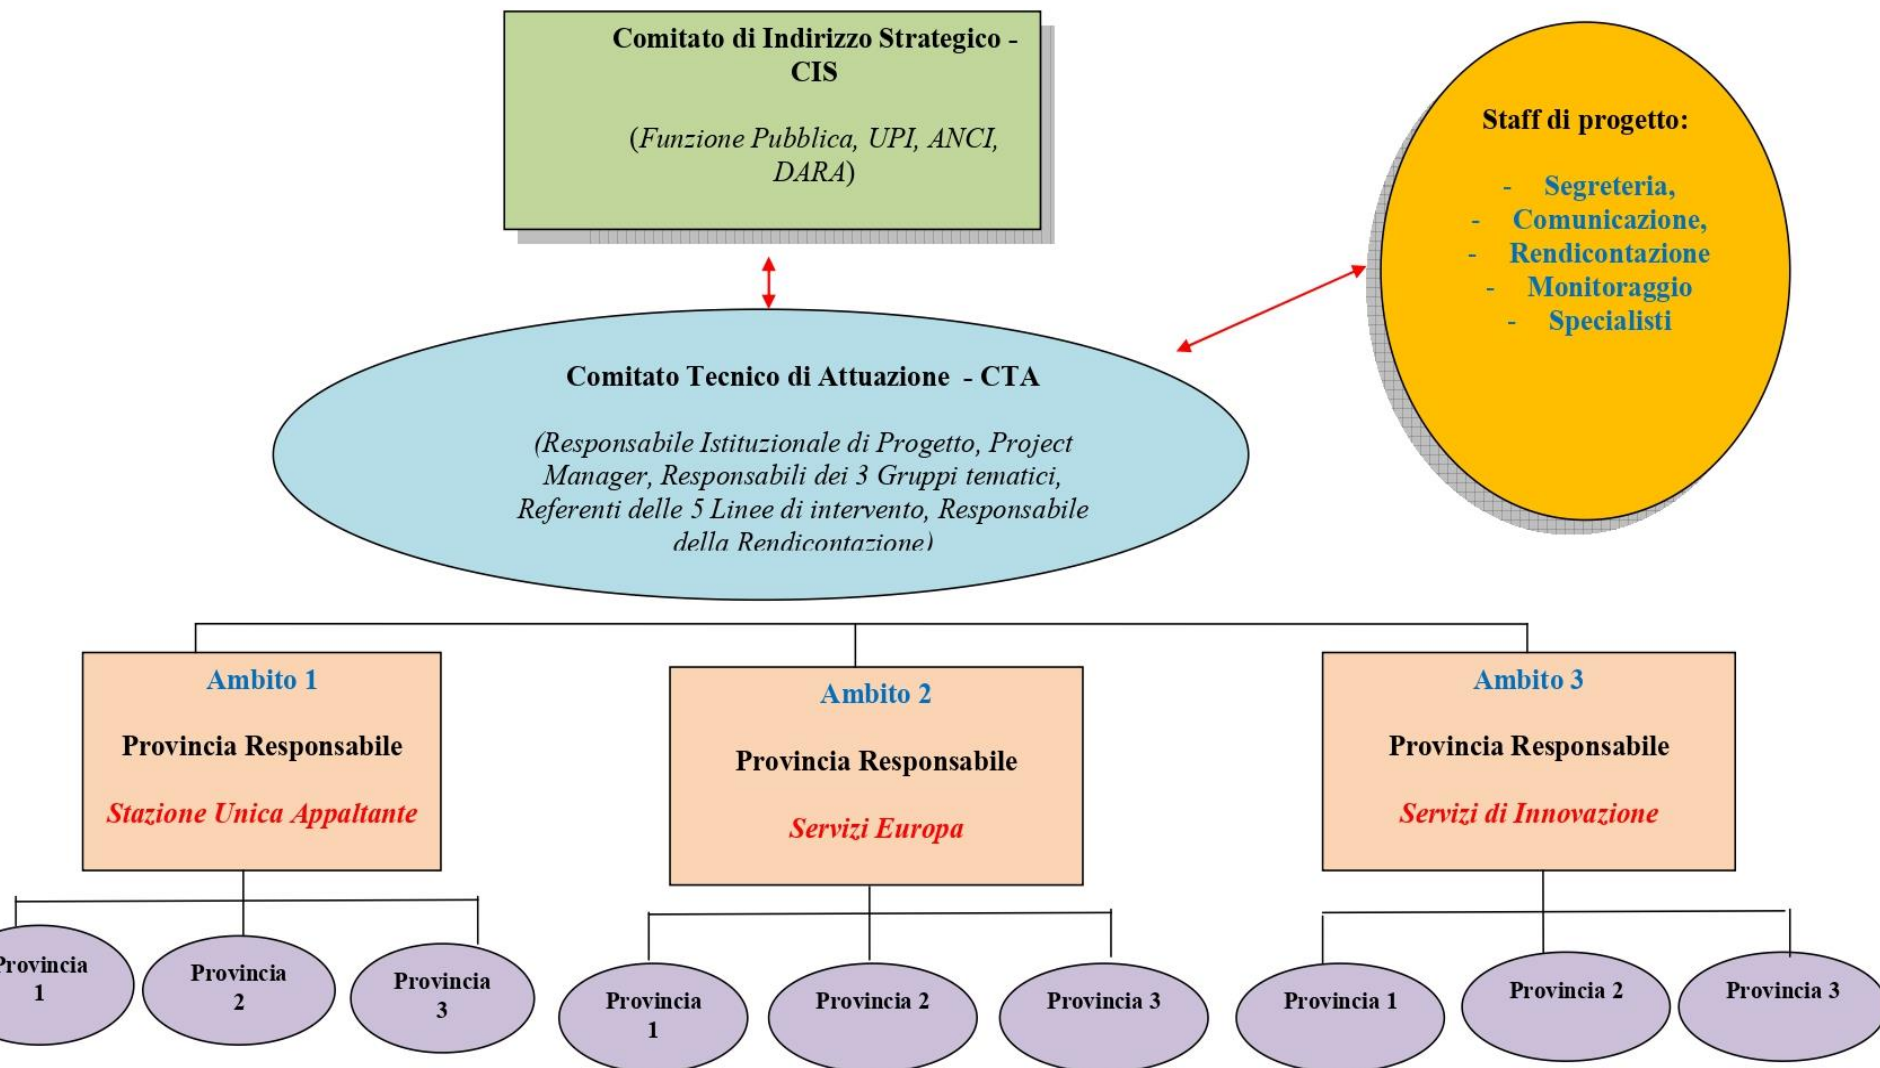 Comitato di Indirizzo Strategico -
CIS
(Funzione Pubblica, UPI, ANCI,
DARA)
Staff di progetto:
- Segreteria,
- Comunicazione,
- Rendicontazione
- Monitoraggio
- Specialisti
Comitato Tecnico di Attuazione - CTA
(Responsabile Istituzionale di Progetto, Project
Manager, Responsabili dei 3 Gruppi tematici,
Referenti delle 5 Linee di intervento, Responsabile
della Rendicontazione)
Ambito 1
Provincia Responsabile
Stazione Unica Appaltante
Ambito 2
Provincia Responsabile
Servizi Europa
Ambito 3
Provincia Responsabile
Servizi di Innovazione
Provincia
1
Provincia
2
Provincia
3
Provincia
1
Provincia 2
Provincia 3
Provincia 1
Provincia 2
Provincia 3